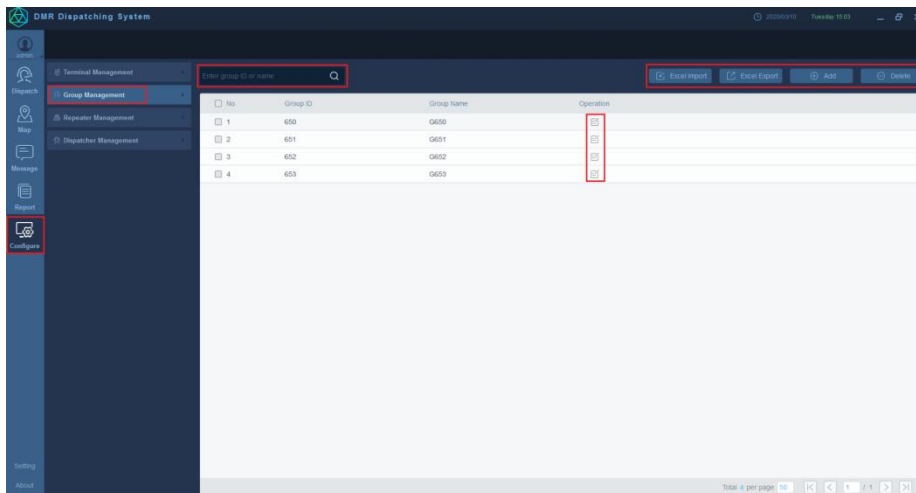 DMR Dispatching System
2020/03/10 Tuesday 15:03
admin
Dispatch
Map
Message
Report
Configure
Setting
About
Terminal Management
Group Management
Repeater Management
Dispatcher Management
Enter group ID or name
Excel Import Excel Export Add Delete
No. Group ID Group Name Operation
1 650 G650
2 651 G651
3 652 G652
4 653 G653
Total 4 per page 50 1 / 1